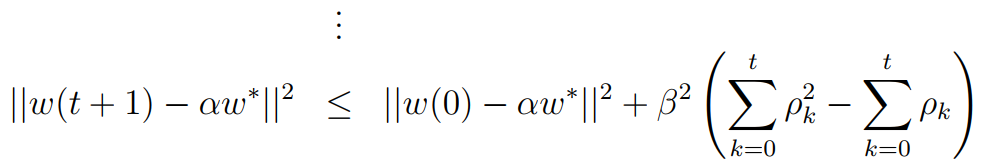 ⋮
||w(t + 1) − αw*||² ≤ ||w(0) − αw*||² + β² (∑_{k=0}^{t} ρ_k² − ∑_{k=0}^{t} ρ_k)